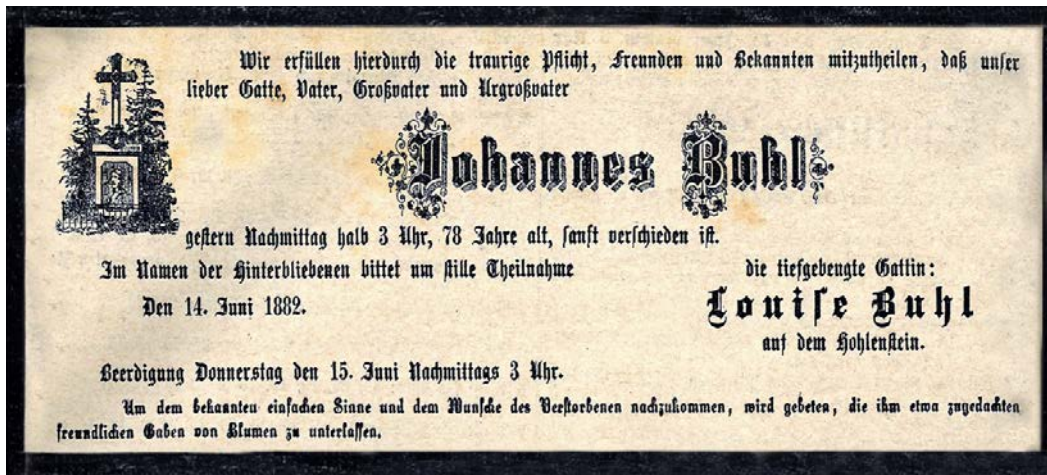 Wir erfüllen hierdurch die traurige Pflicht, Freunden und Bekannten mitzutheilen, daß unser
lieber Gatte, Vater, Großvater und Urgroßvater
Johannes Buhl
gestern Nachmittag halb 3 Uhr, 78 Jahre alt, sanft verschieden ist.
Im Namen der Hinterbliebenen bittet um stille Theilnahme
die tiefgebeugte Gattin:
Den 14. Juni 1882.
Louise Buhl
auf dem Hohlenstein.
Beerdigung Donnerstag den 15. Juni Nachmittags 3 Uhr.
Um dem bekannten einfachen Sinne und dem Wunsche des Verstorbenen nachzukommen, wird gebeten, die ihm etwa zugedachten
freundlichen Gaben von Blumen zu unterlassen.